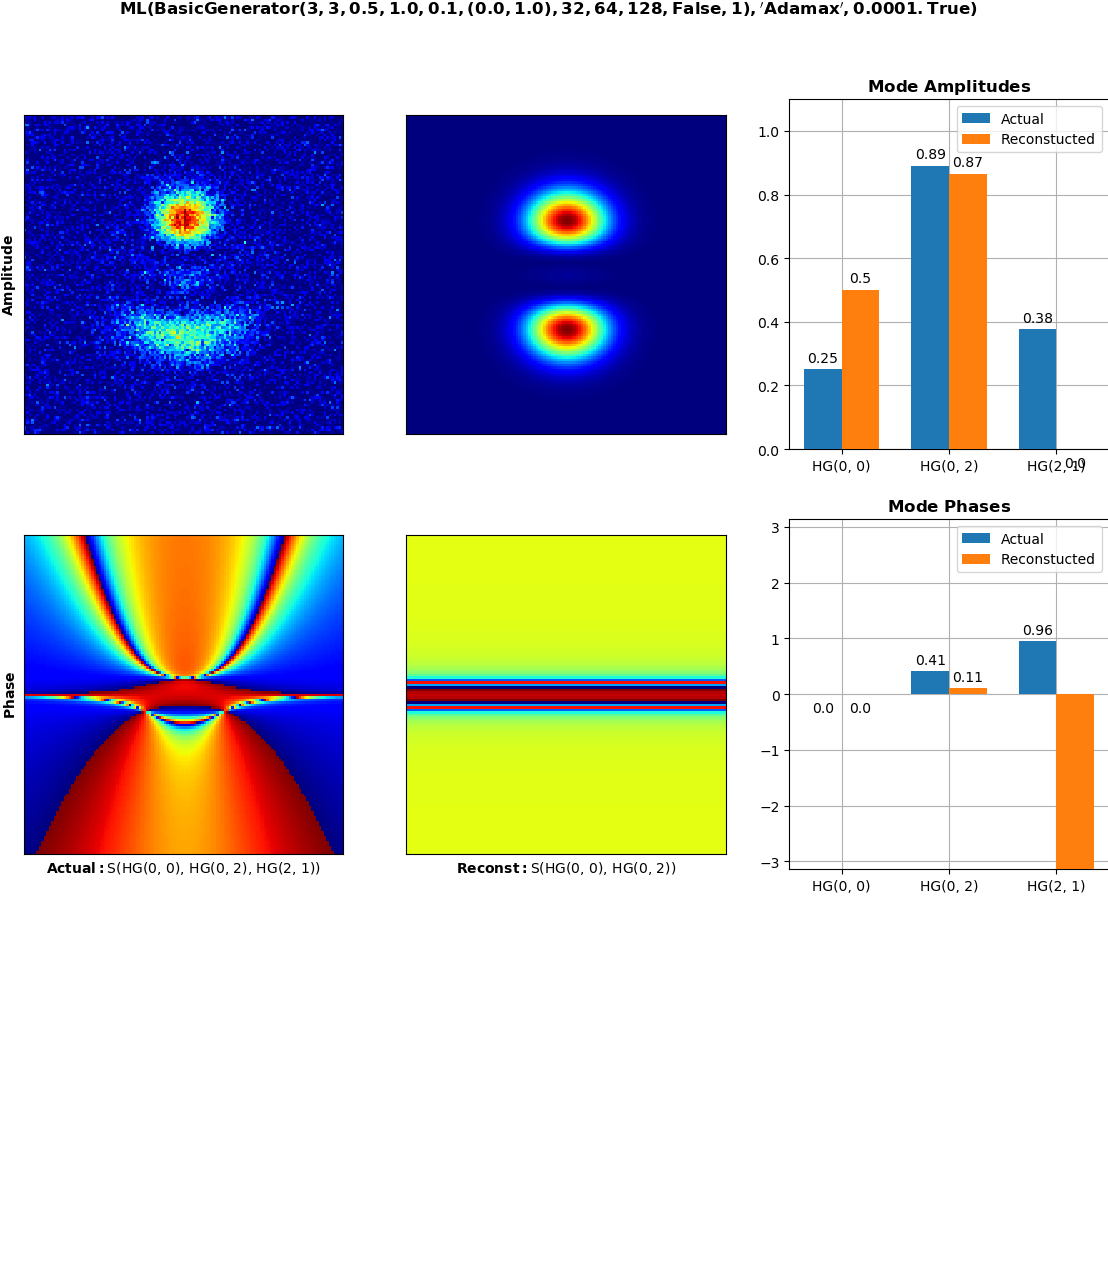 ML(BasicGenerator(3, 3, 0.5, 1.0, 0.1, (0.0, 1.0), 32, 64, 128, False, 1), ′Adamax′, 0.0001. True)
Mode Amplitudes
Amplitude
Actual
Reconstucted
1.0
0.8
0.6
0.4
0.2
0.0
0.25
0.5
0.89
0.87
0.38
0.0
HG(0, 0)
HG(0, 2)
HG(2, 1)
Mode Phases
Phase
Actual
Reconstucted
3
2
1
0
−1
−2
−3
0.0
0.0
0.41
0.11
0.96
HG(0, 0)
HG(0, 2)
HG(2, 1)
Actual: S(HG(0, 0), HG(0, 2), HG(2, 1))
Reconst: S(HG(0, 0), HG(0, 2))